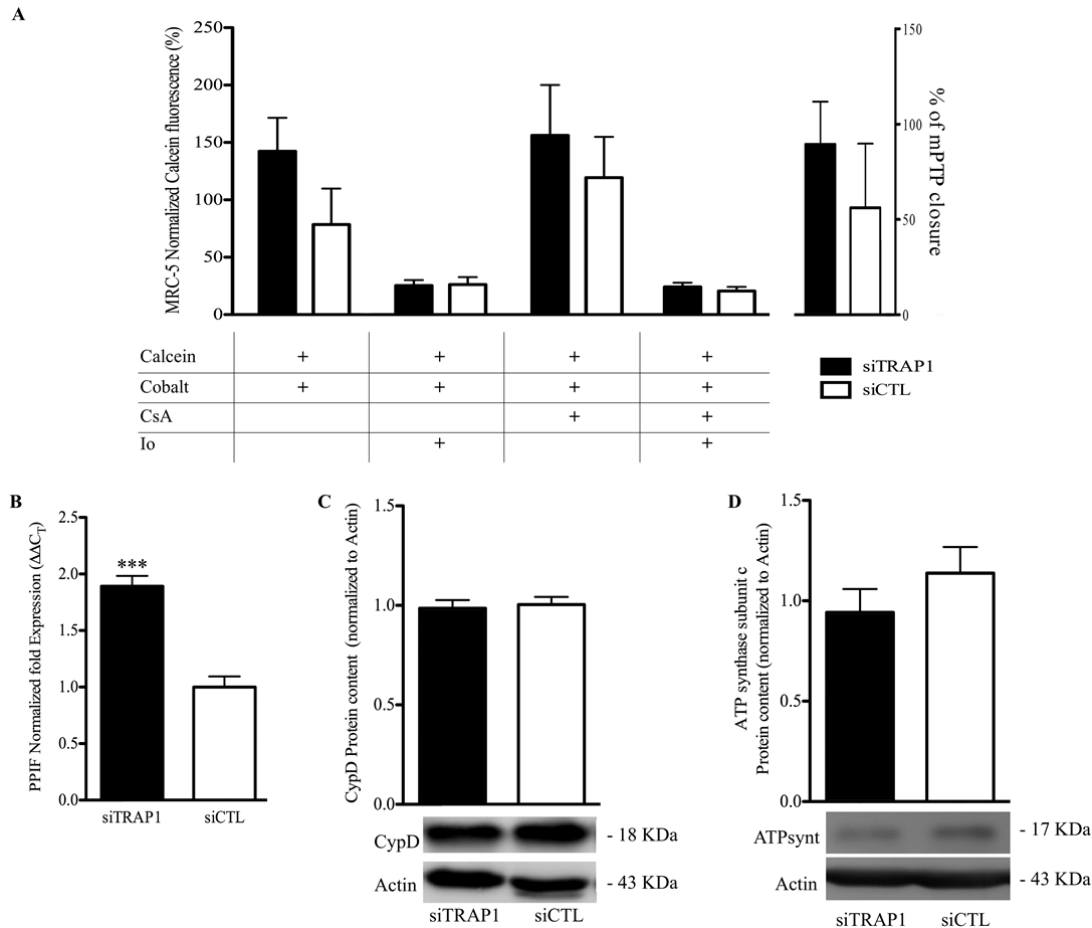 A
MRC-5 Normalized Calcein fluorescence (%)
250
200
150
100
50
0
150
100
50
0
% of mPTP closure
Calcein + + + +
Cobalt + + + +
CsA + +
Io + +
siTRAP1
siCTL
B
PPIF Normalized fold Expression (ΔΔCT)
2.5
2.0
1.5
1.0
0.5
0.0
***
siTRAP1 siCTL
C
CypD Protein content (normalized to Actin)
1.5
1.0
0.5
0.0
CypD - 18 KDa
Actin - 43 KDa
siTRAP1 siCTL
D
ATP synthase subunit c
Protein content (normalized to Actin)
1.5
1.0
0.5
0.0
ATPsynt - 17 KDa
Actin - 43 KDa
siTRAP1 siCTL